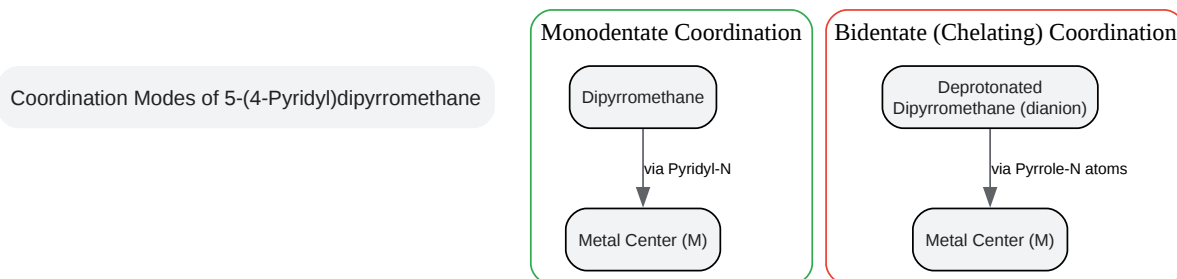 Coordination Modes of 5-(4-Pyridyl)dipyrromethane
Monodentate Coordination
Dipyrromethane
via Pyridyl-N
Metal Center (M)
Bidentate (Chelating) Coordination
Deprotonated
Dipyrromethane (dianion)
via Pyrrole-N atoms
Metal Center (M)